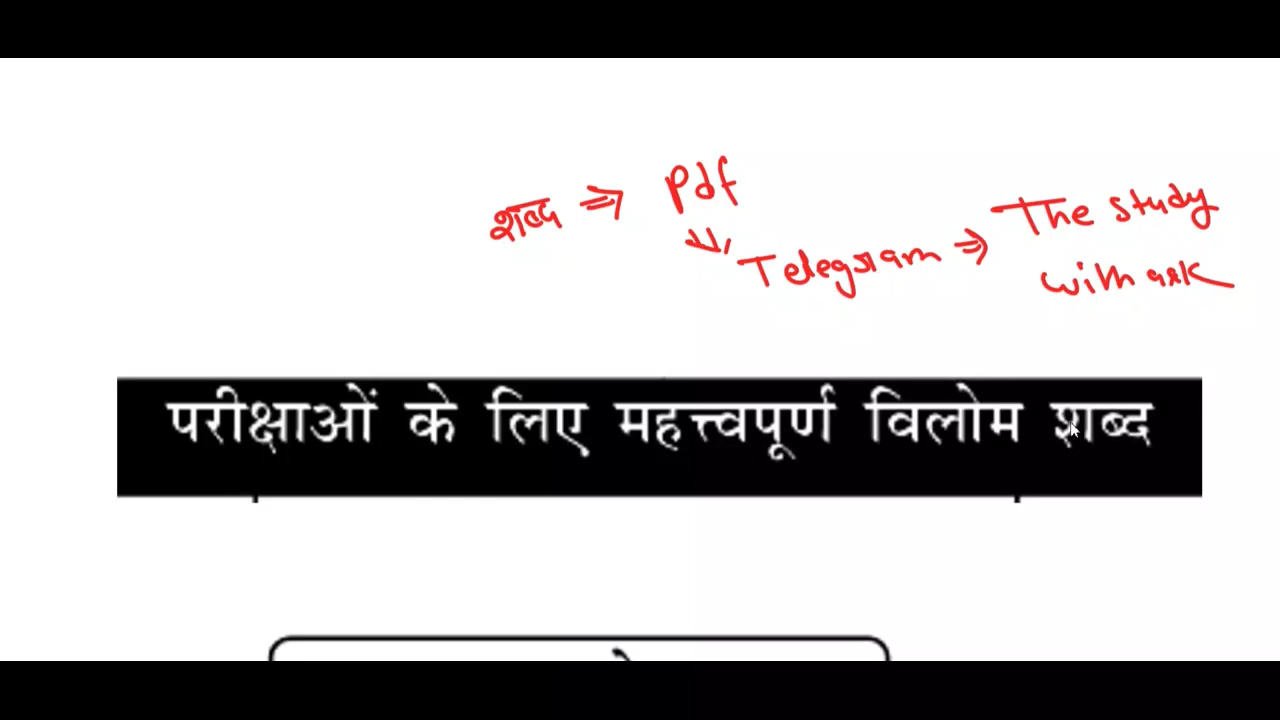 शब्द ⇒ Pdf
Telegram ⇒ The study
with ask
परीक्षाओं के लिए महत्त्वपूर्ण विलोम शब्द